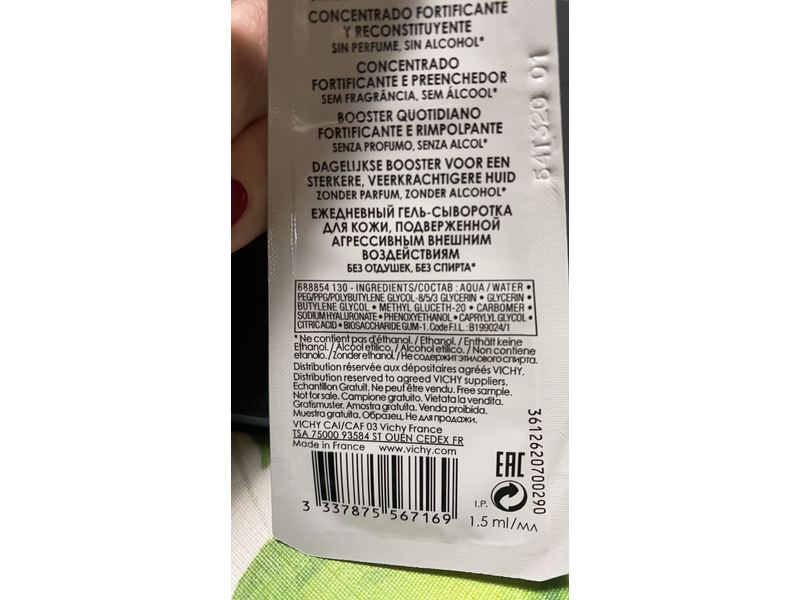 CONCENTRADO FORTIFICANTE
Y RECONSTITUYENTE
SIN PERFUME, SIN ALCOHOL*
CONCENTRADO
FORTIFICANTE E PREENCHEDOR
SEM FRAGRÂNCIA, SEM ÁLCOOL*
BOOSTER QUOTIDIANO
FORTIFICANTE E RIMPOLPANTE
SENZA PROFUMO, SENZA ALCOL*
DAGELIJKSE BOOSTER VOOR EEN
STERKERE, VEERKRACHTIGERE HUID
ZONDER PARFUM, ZONDER ALCOHOL*
ЕЖЕДНЕВНЫЙ ГЕЛЬ-СЫВОРОТКА
ДЛЯ КОЖИ, ПОДВЕРЖЕННОЙ
АГРЕССИВНЫМ ВНЕШНИМ
ВОЗДЕЙСТВИЯМ
БЕЗ ОТДУШЕК, БЕЗ СПИРТА*
688854 130 - INGREDIENTS/СОСТАВ : AQUA / WATER •
PEG/PPG/POLYBUTYLENE GLYCOL-8/5/3 GLYCERIN • GLYCERIN •
BUTYLENE GLYCOL • METHYL GLUCETH-20 • CARBOMER •
SODIUM HYALURONATE • PHENOXYETHANOL • CAPRYLYL GLYCOL •
CITRIC ACID • BIOSACCHARIDE GUM-1. Code F.I.L. : B199024/1
* Ne contient pas d'éthanol. / Ethanol. / Enthält keine
Ethanol. / Alcool etilico. / Alcohol etílico. / Non contiene
etanolo. / Zonder ethanol. / Не содержит этилового спирта.
Distribution réservée aux dépositaires agréés VICHY.
Distribution reserved to agreed VICHY suppliers.
Echantillon Gratuit. Ne peut être vendu. Free sample.
Not for sale. Campione gratuito. Vietata la vendita.
Gratismuster. Amostra gratuita. Venda proibida.
Muestra gratuita. Образец. Не для продажи.
VICHY CAI/CAF 03 Vichy France
TSA 75000 93584 ST OUEN CEDEX FR
Made in France www.vichy.com
3 337875 567169
EAC
I.P.
1.5 ml/мл
3612620700290
54T320 01